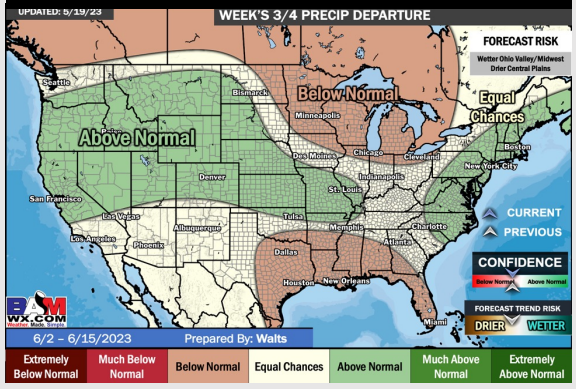 UPDATED: 5/19/23
WEEK'S 3/4 PRECIP DEPARTURE
FORECAST RISK
Wetter Ohio Valley/Midwest
Drier Central Plains
Seattle
Bismarck
Below Normal
Equal
Chances
Minneapolis
Above Normal
Boston
Des Moines
Chicago
Cleveland
New York City
Indianapolis
Denver
St. Louis
San Francisco
Las Vegas
Tulsa
Memphis
Charlotte
CURRENT
PREVIOUS
Los Angeles
Albuquerque
Phoenix
Atlanta
Dallas
CONFIDENCE
Below Normal
Above Normal
Houston
New Orleans
BAM
WX.COM
Weather. Made. Simple.
FORECAST TREND RISK
DRIER
WETTER
Miami
6/2 – 6/15/2023
Prepared By: Walts
Extremely
Below Normal
Much Below
Normal
Below Normal
Equal Chances
Above Normal
Much Above
Normal
Extremely
Above Normal